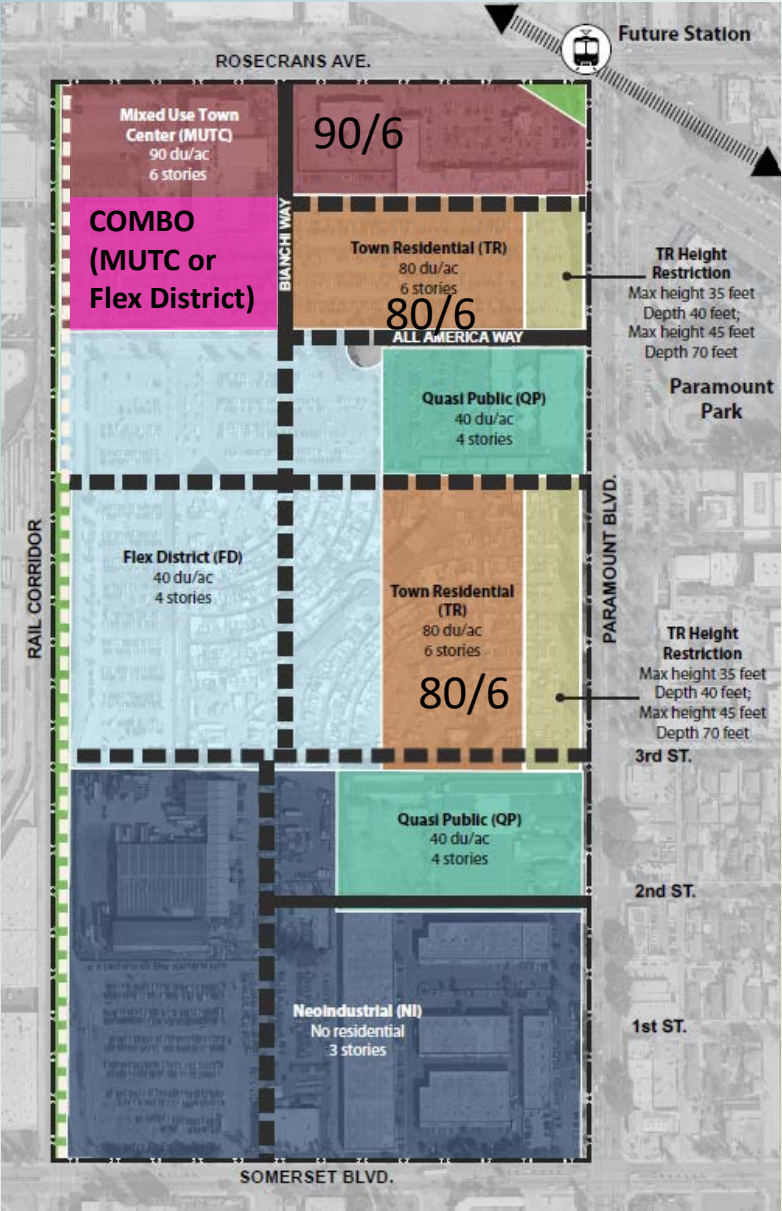 Future Station
ROSECRANS AVE.
Mixed Use Town
Center (MUTC)
90 du/ac
6 stories
90/6
COMBO
(MUTC or
Flex District)
BIANCHI WAY
Town Residential (TR)
80 du/ac
6 stories
80/6
TR Height
Restriction
Max height 35 feet
Depth 40 feet;
Max height 45 feet
Depth 70 feet
ALL AMERICA WAY
Paramount
Park
Quasi Public (QP)
40 du/ac
4 stories
RAIL CORRIDOR
PARAMOUNT BLVD.
Flex District (FD)
40 du/ac
4 stories
Town Residential
(TR)
80 du/ac
6 stories
80/6
TR Height
Restriction
Max height 35 feet
Depth 40 feet;
Max height 45 feet
Depth 70 feet
3rd ST.
Quasi Public (QP)
40 du/ac
4 stories
2nd ST.
Neoindustrial (NI)
No residential
3 stories
1st ST.
SOMERSET BLVD.